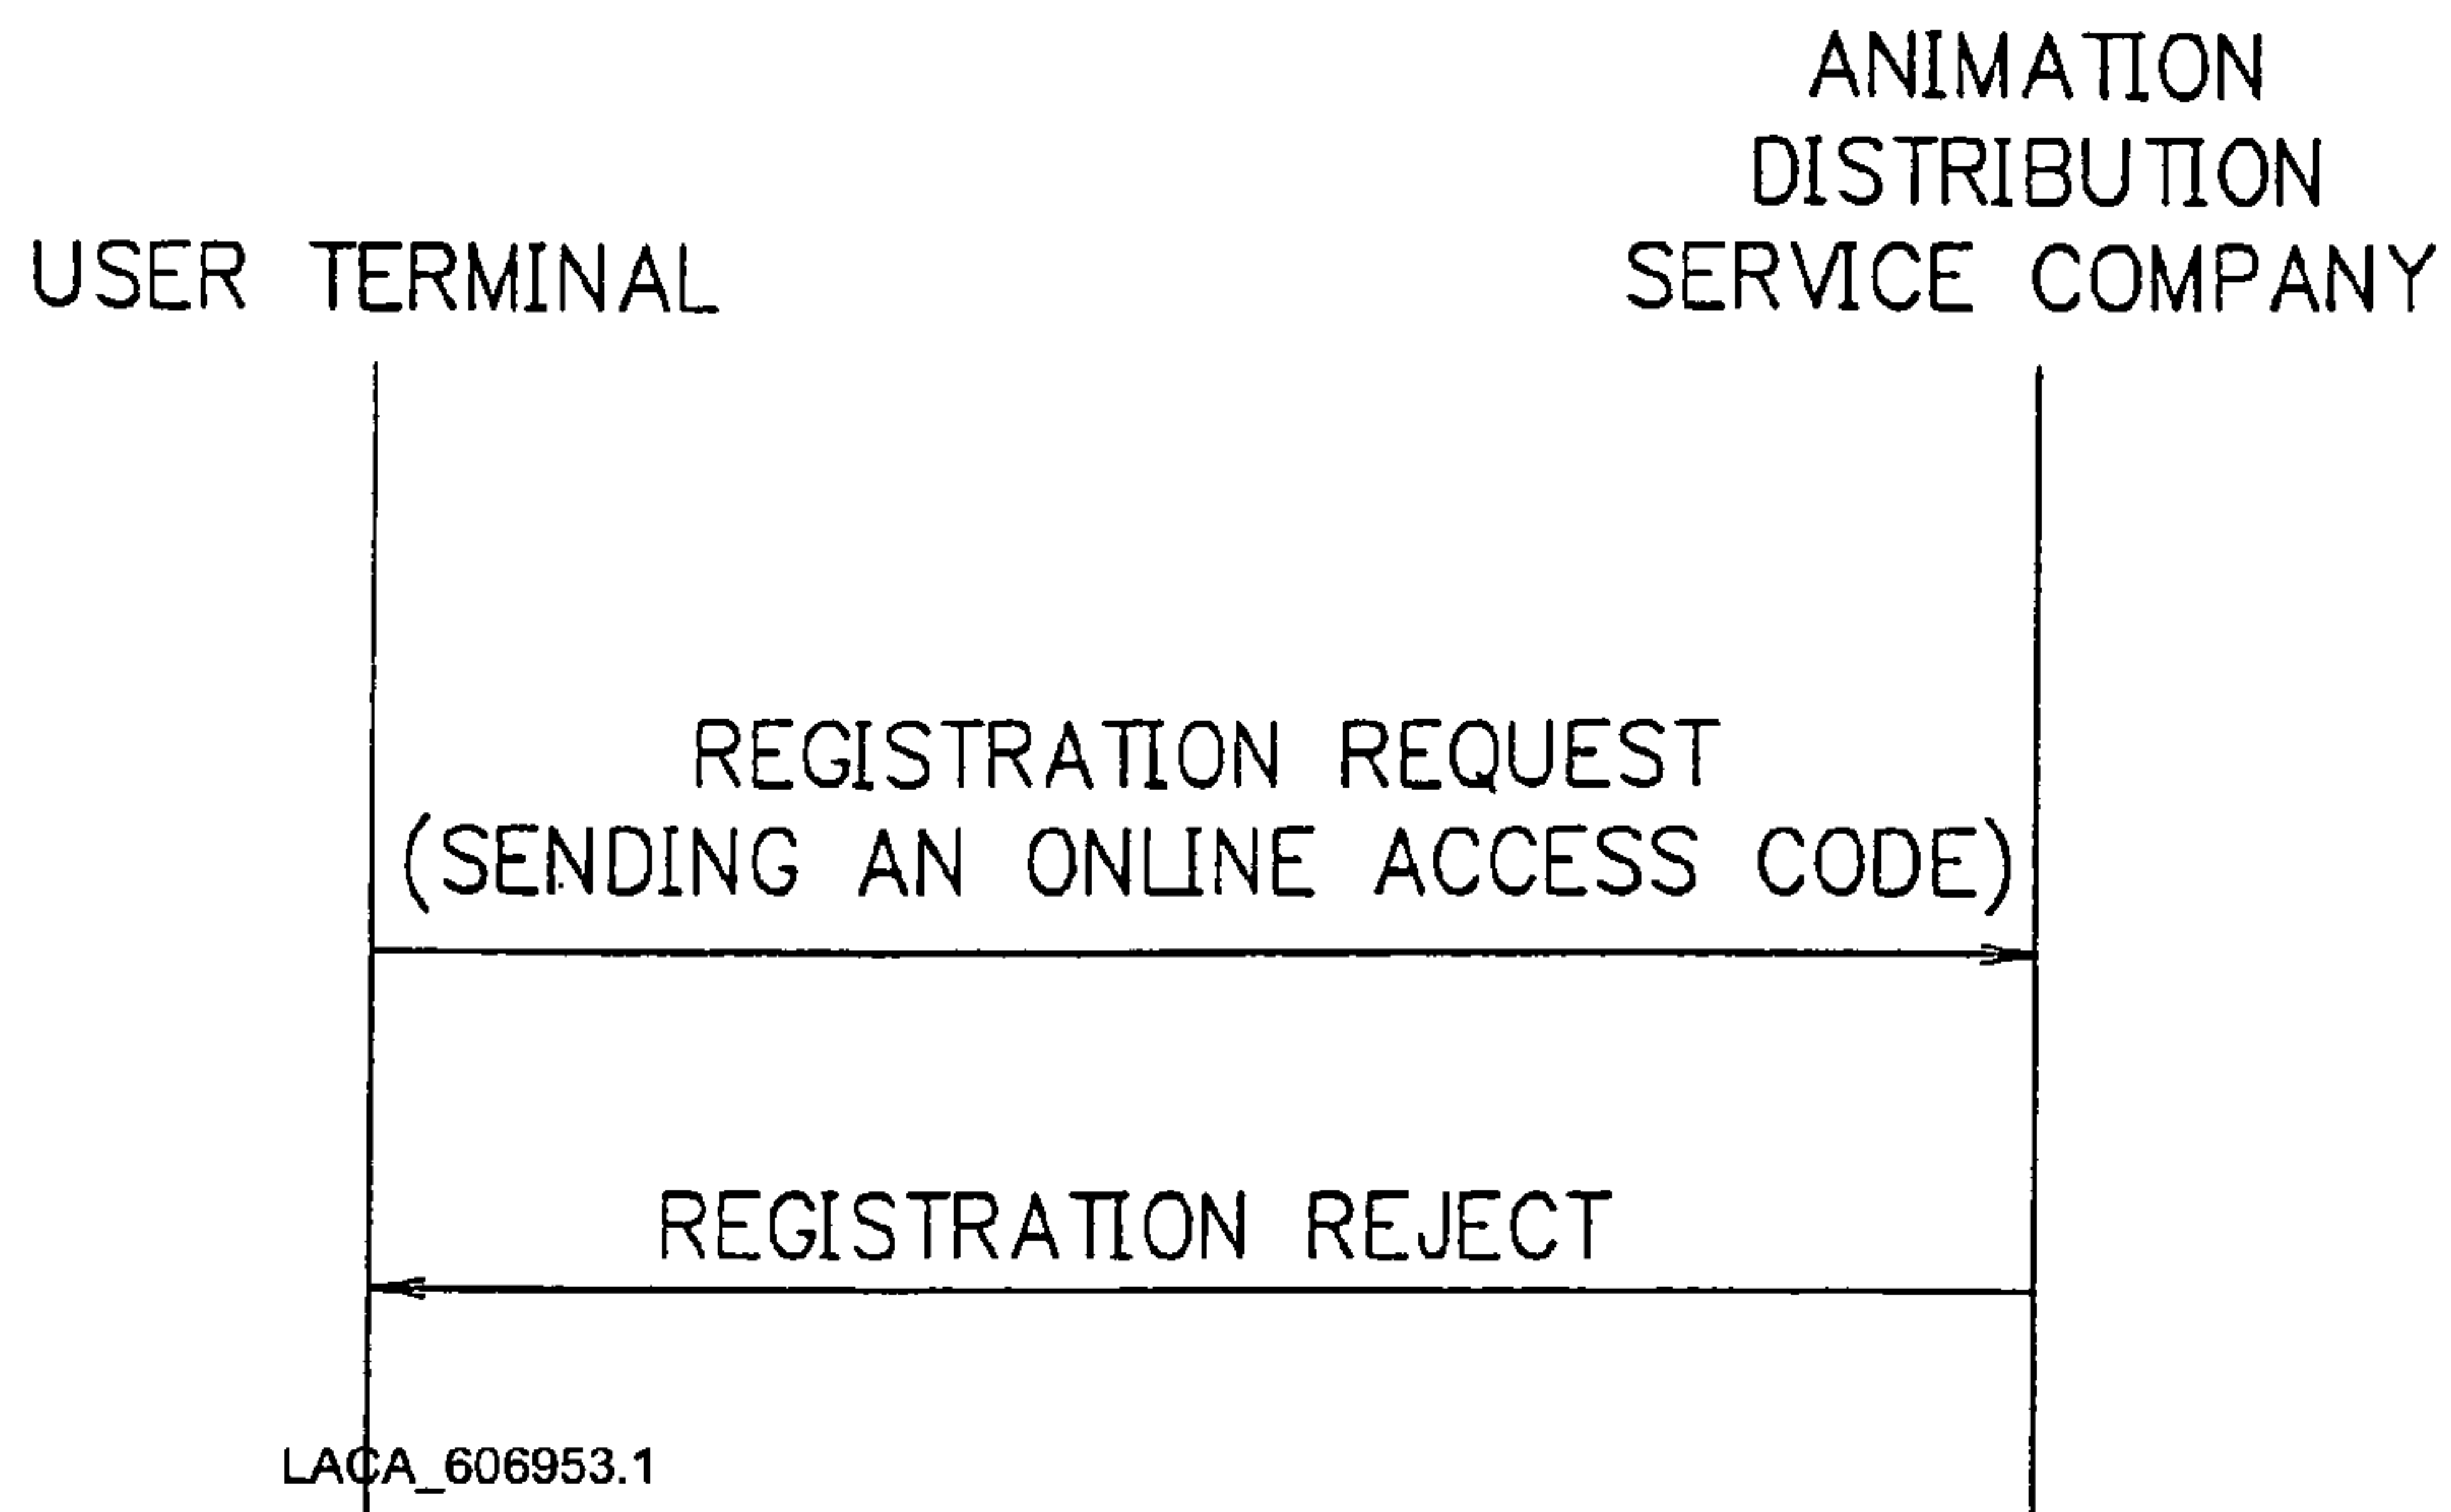 ANIMATION
DISTRIBUTION
USER TERMINAL
SERVICE COMPANY
REGISTRATION REQUEST
(SENDING AN ONLINE ACCESS CODE)
REGISTRATION REJECT
LACA_606953.1